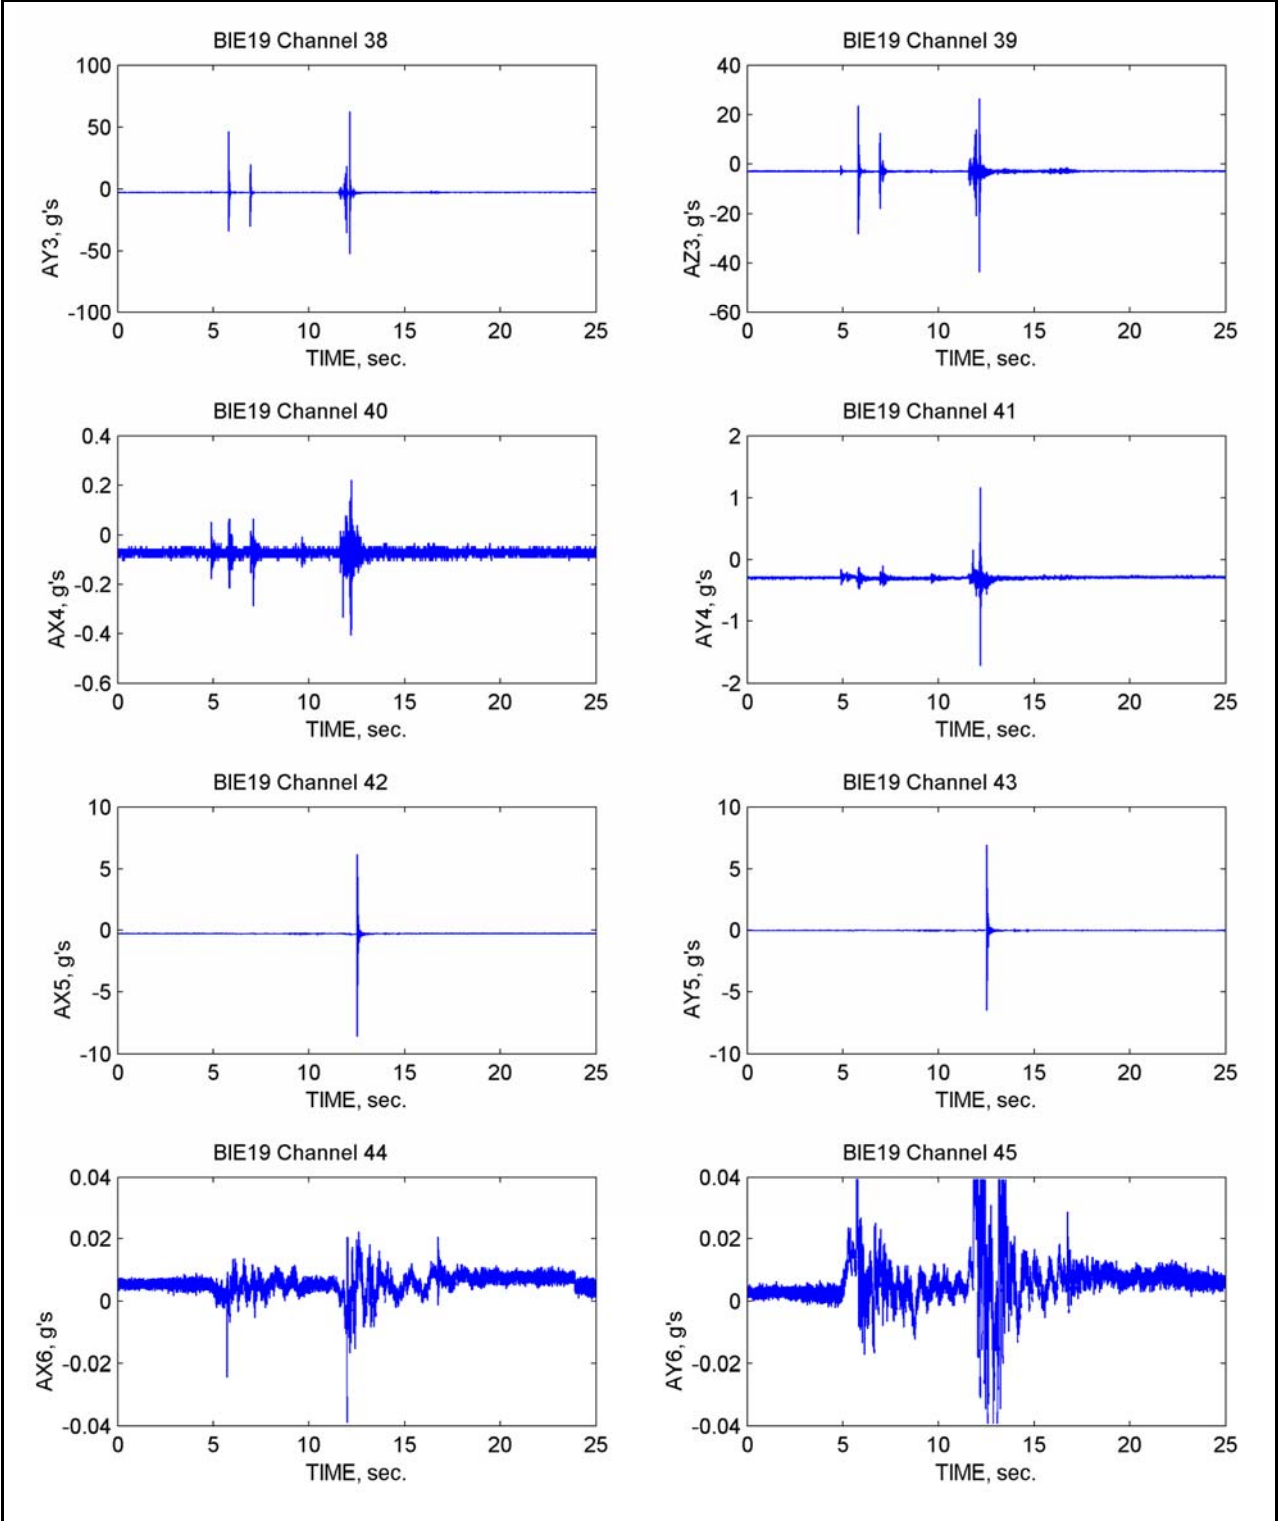 BIE19 Channel 38
BIE19 Channel 39
100
50
0
-50
-100
AY3, g's
0 5 10 15 20 25
TIME, sec.
40
20
0
-20
-40
-60
AZ3, g's
0 5 10 15 20 25
TIME, sec.
BIE19 Channel 40
BIE19 Channel 41
0.4
0.2
0
-0.2
-0.4
-0.6
AX4, g's
0 5 10 15 20 25
TIME, sec.
2
1
0
-1
-2
AY4, g's
0 5 10 15 20 25
TIME, sec.
BIE19 Channel 42
BIE19 Channel 43
10
5
0
-5
-10
AX5, g's
0 5 10 15 20 25
TIME, sec.
10
5
0
-5
-10
AY5, g's
0 5 10 15 20 25
TIME, sec.
BIE19 Channel 44
BIE19 Channel 45
0.04
0.02
0
-0.02
-0.04
AX6, g's
0 5 10 15 20 25
TIME, sec.
0.04
0.02
0
-0.02
-0.04
AY6, g's
0 5 10 15 20 25
TIME, sec.